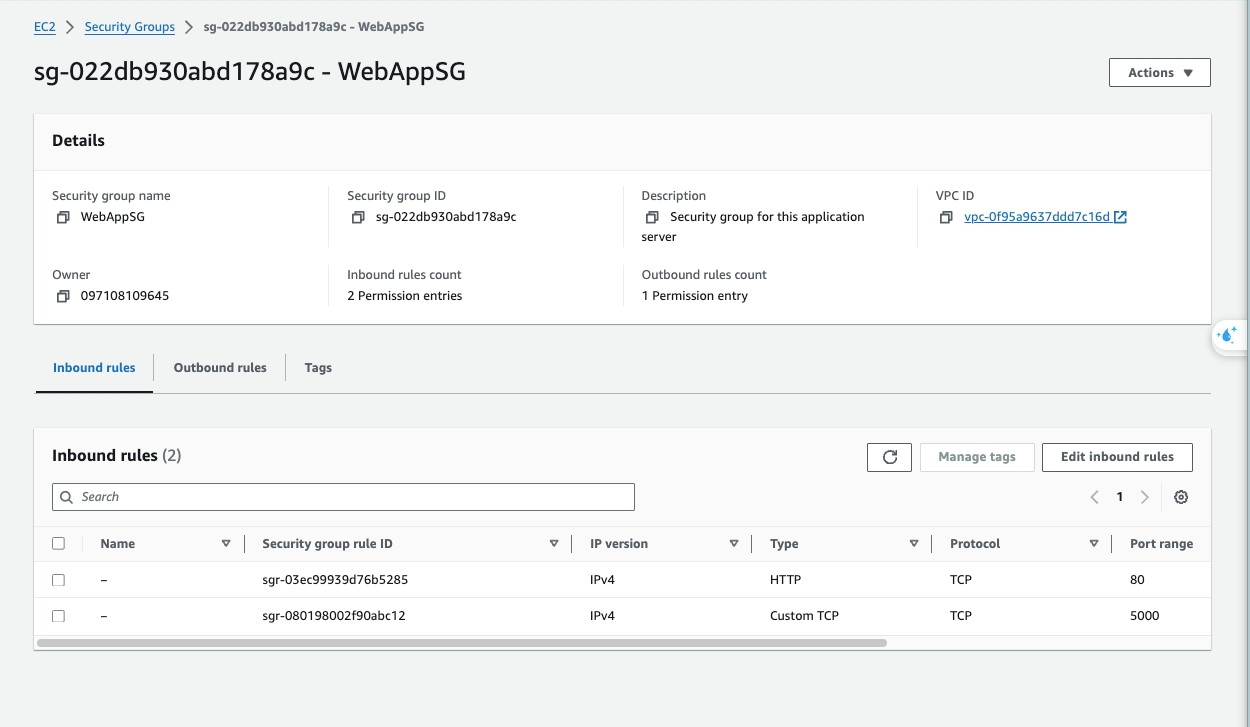 EC2 > Security Groups > sg-022db930abd178a9c - WebAppSG
sg-022db930abd178a9c - WebAppSG
Actions
Details
Security group name
WebAppSG
Security group ID
sg-022db930abd178a9c
Description
Security group for this application
server
VPC ID
vpc-0f95a9637ddd7c16d
Owner
097108109645
Inbound rules count
2 Permission entries
Outbound rules count
1 Permission entry
Inbound rules Outbound rules Tags
Inbound rules (2)
Manage tags Edit inbound rules
Search
1
Name Security group rule ID IP version Type Protocol Port range
– sgr-03ec99939d76b5285 IPv4 HTTP TCP 80
– sgr-080198002f90abc12 IPv4 Custom TCP TCP 5000